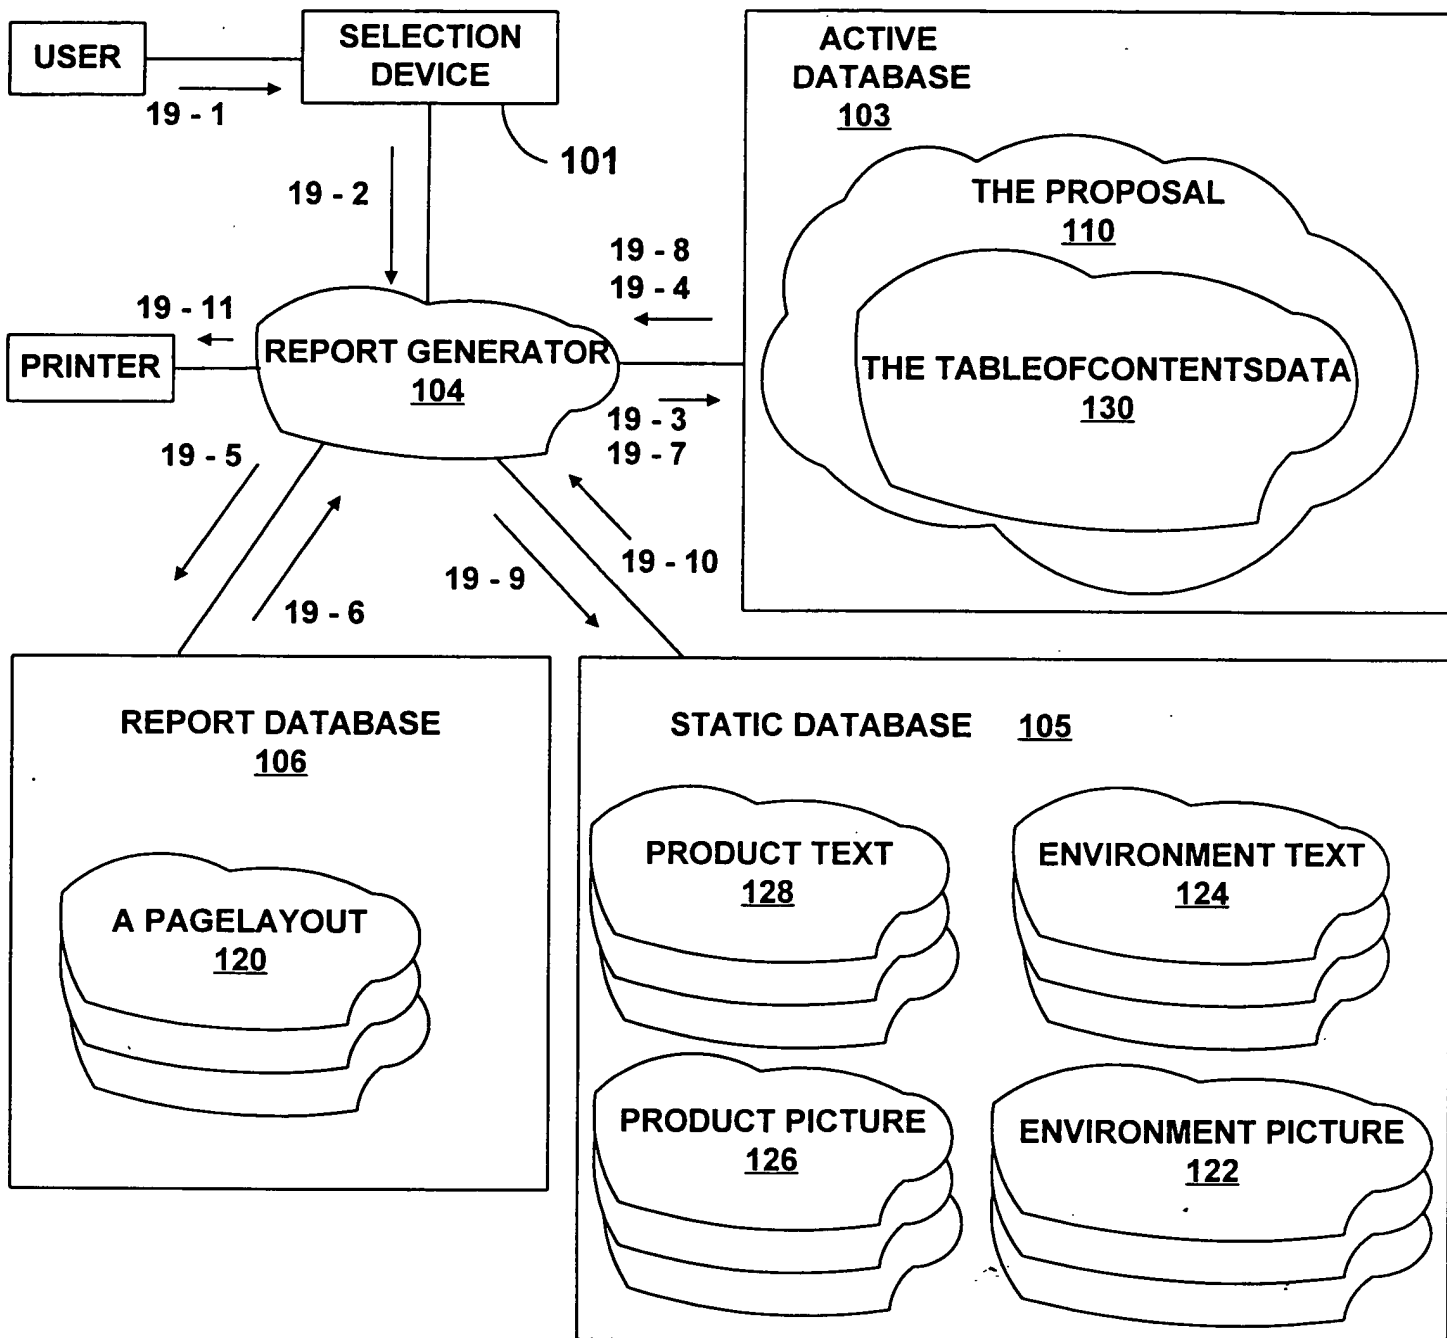 USER
19 - 1
SELECTION
DEVICE
101
19 - 2
ACTIVE
DATABASE
103
THE PROPOSAL
110
THE TABLEOFCONTENTSDATA
130
19 - 8
19 - 4
19 - 11
PRINTER
REPORT GENERATOR
104
19 - 3
19 - 7
19 - 5
19 - 6
19 - 9
19 - 10
REPORT DATABASE
106
A PAGELAYOUT
120
STATIC DATABASE 105
PRODUCT TEXT
128
ENVIRONMENT TEXT
124
PRODUCT PICTURE
126
ENVIRONMENT PICTURE
122